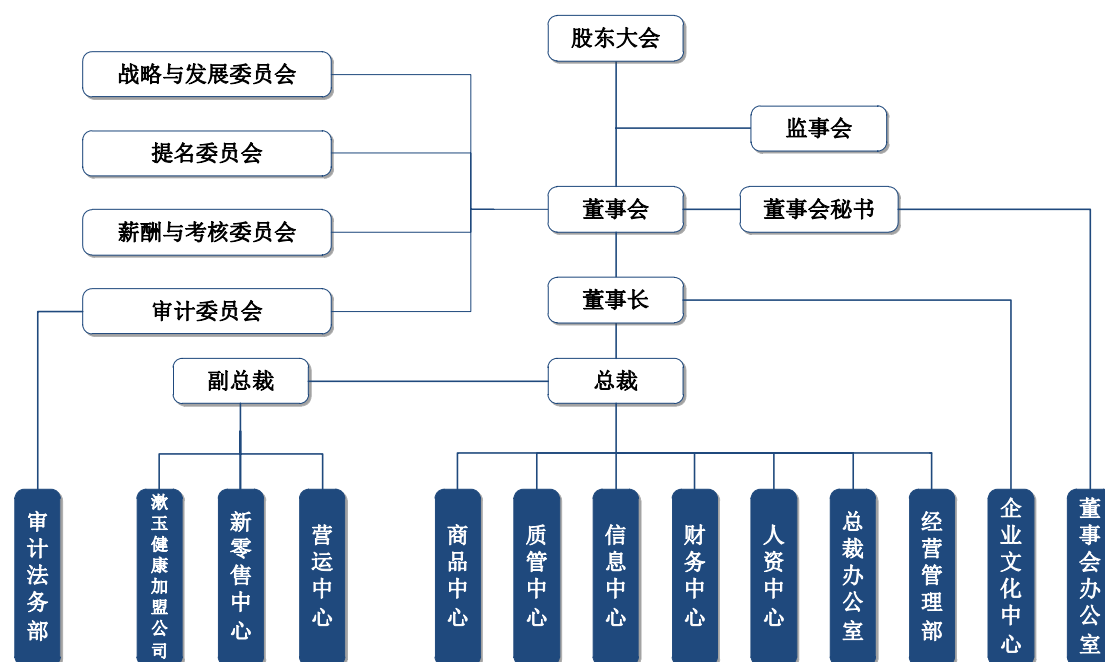 股东大会
战略与发展委员会
监事会
提名委员会
董事会
董事会秘书
薪酬与考核委员会
董事长
审计委员会
副总裁
总裁
审计法务部
漱玉健康加盟公司
新零售中心
营运中心
商品中心
质管中心
信息中心
财务中心
人资中心
总裁办公室
经营管理部
企业文化中心
董事会办公室